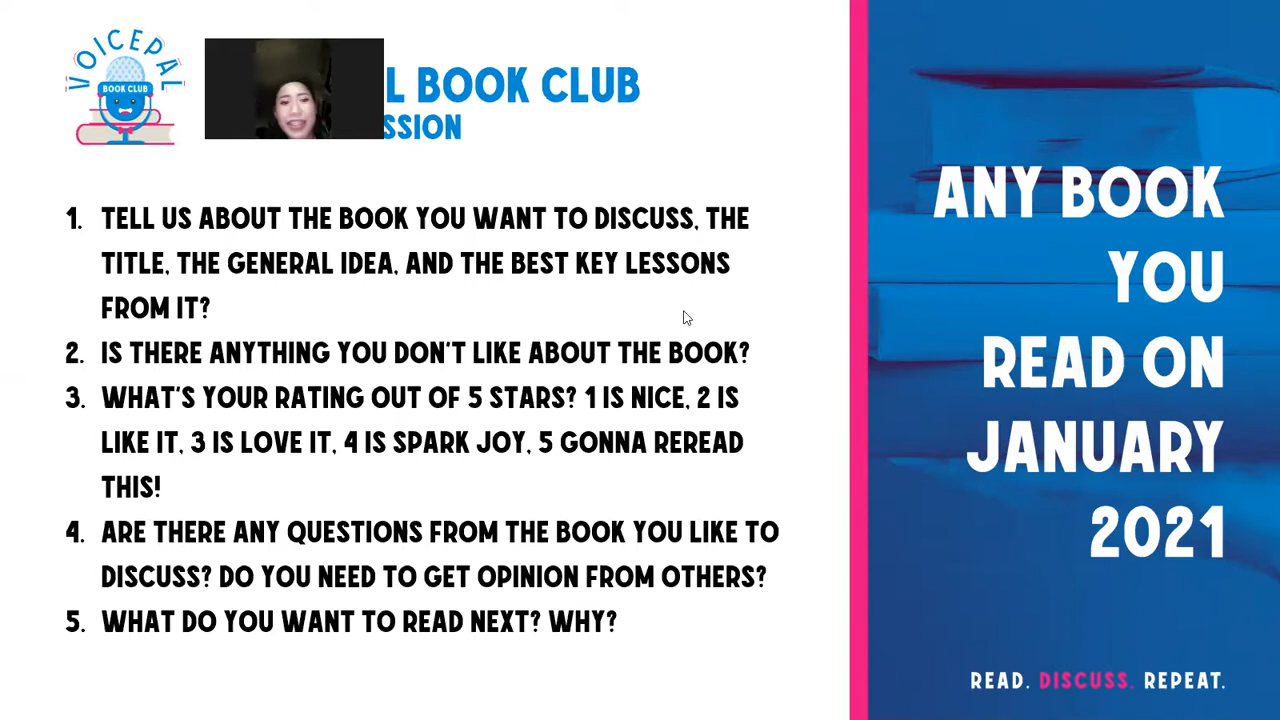 VOICEPAL
BOOK CLUB
L BOOK CLUB
SSION
1. TELL US ABOUT THE BOOK YOU WANT TO DISCUSS, THE
TITLE, THE GENERAL IDEA, AND THE BEST KEY LESSONS
FROM IT?
2. IS THERE ANYTHING YOU DON'T LIKE ABOUT THE BOOK?
3. WHAT'S YOUR RATING OUT OF 5 STARS? 1 IS NICE, 2 IS
LIKE IT, 3 IS LOVE IT, 4 IS SPARK JOY, 5 GONNA REREAD
THIS!
4. ARE THERE ANY QUESTIONS FROM THE BOOK YOU LIKE TO
DISCUSS? DO YOU NEED TO GET OPINION FROM OTHERS?
5. WHAT DO YOU WANT TO READ NEXT? WHY?
ANY BOOK
YOU
READ ON
JANUARY
2021
READ. DISCUSS. REPEAT.